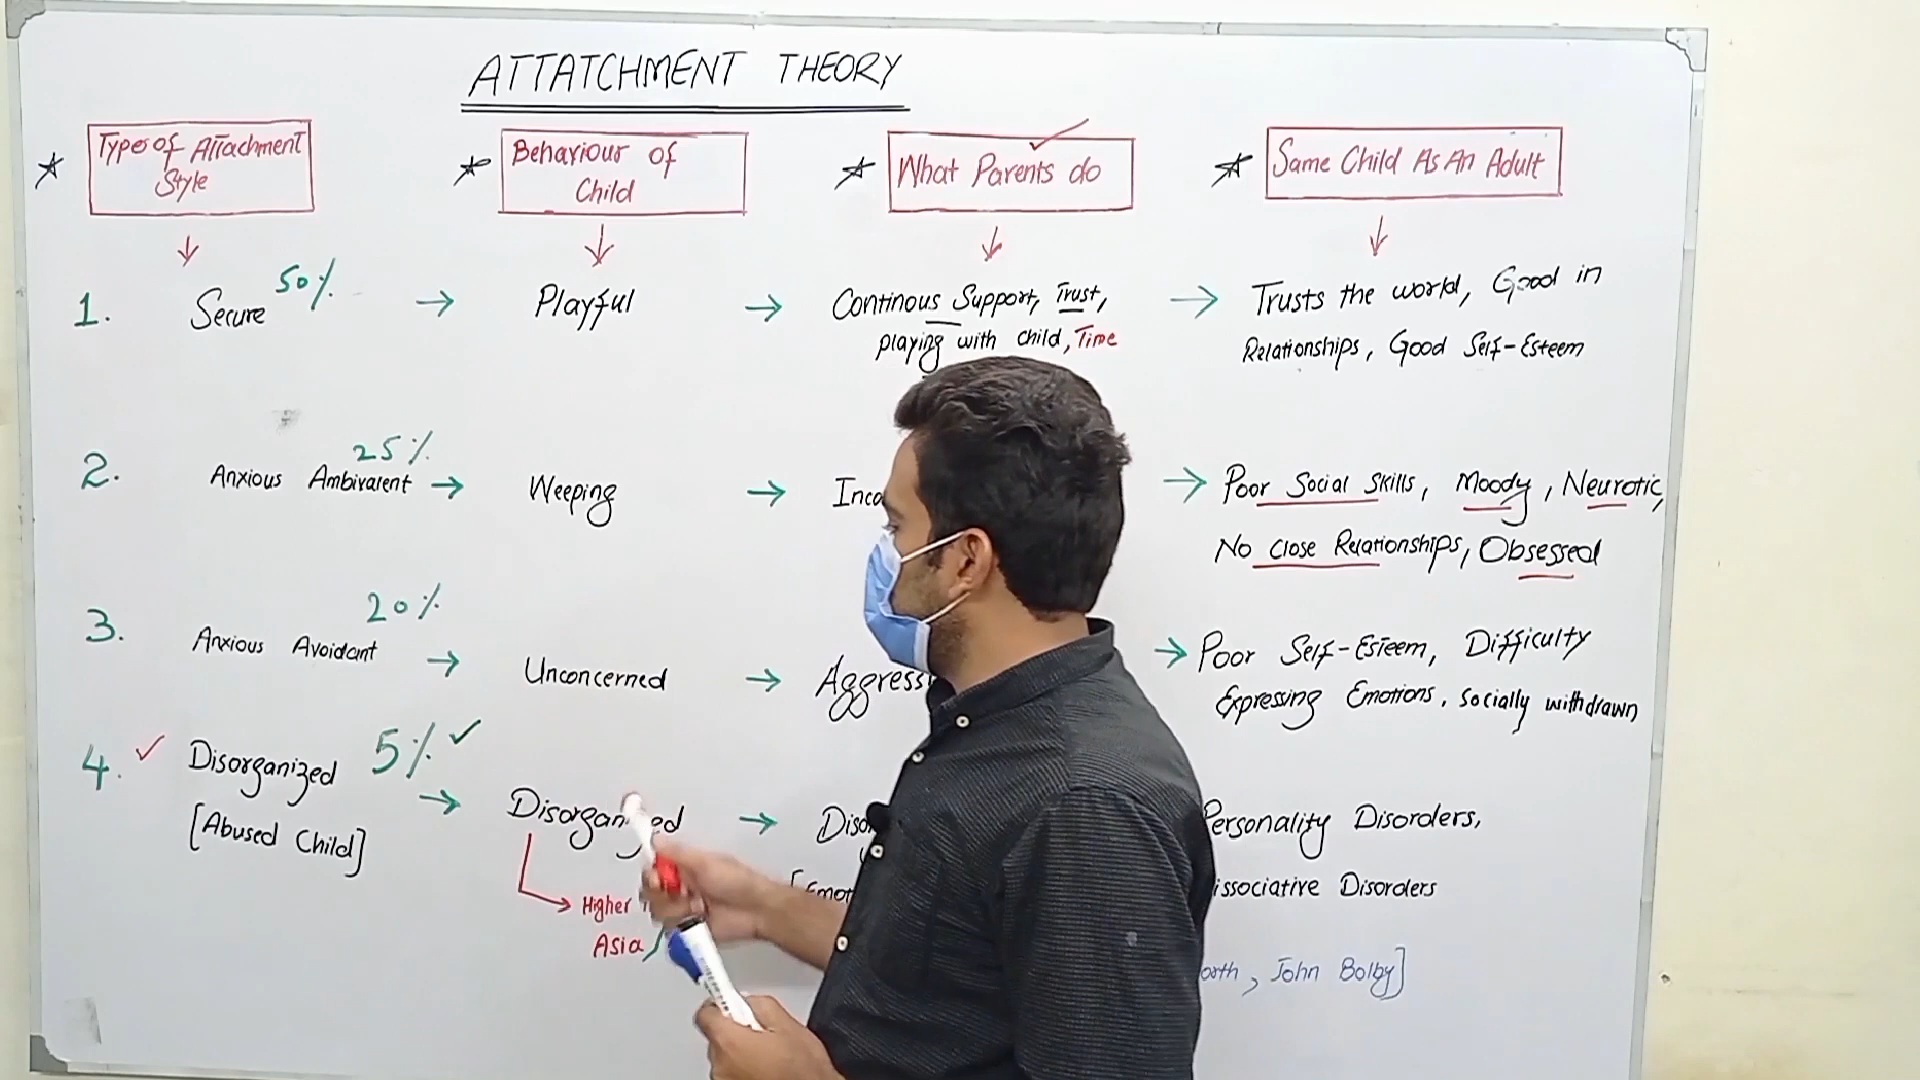 ATTATCHMENT THEORY
Types of Attachment
Style
Behaviour of
Child
What Parents do
Same Child As An Adult
1. Secure 50% → Playful → Continous Support, Trust,
playing with child, Time
→ Trusts the world, Good in
Relationships, Good Self-Esteem
2. Anxious Ambivalent 25% → Weeping →
→ Poor Social Skills, Moody, Neurotic,
No Close Relationships, Obsessed
3. Anxious Avoidant 20% → Unconcerned →
→ Poor Self-Esteem, Difficulty
Expressing Emotions, socially withdrawn
4. Disorganized 5% → Disorganized →
[Abused Child]
Higher
Asia
Personality Disorders,
Disorders
, John Bolby]